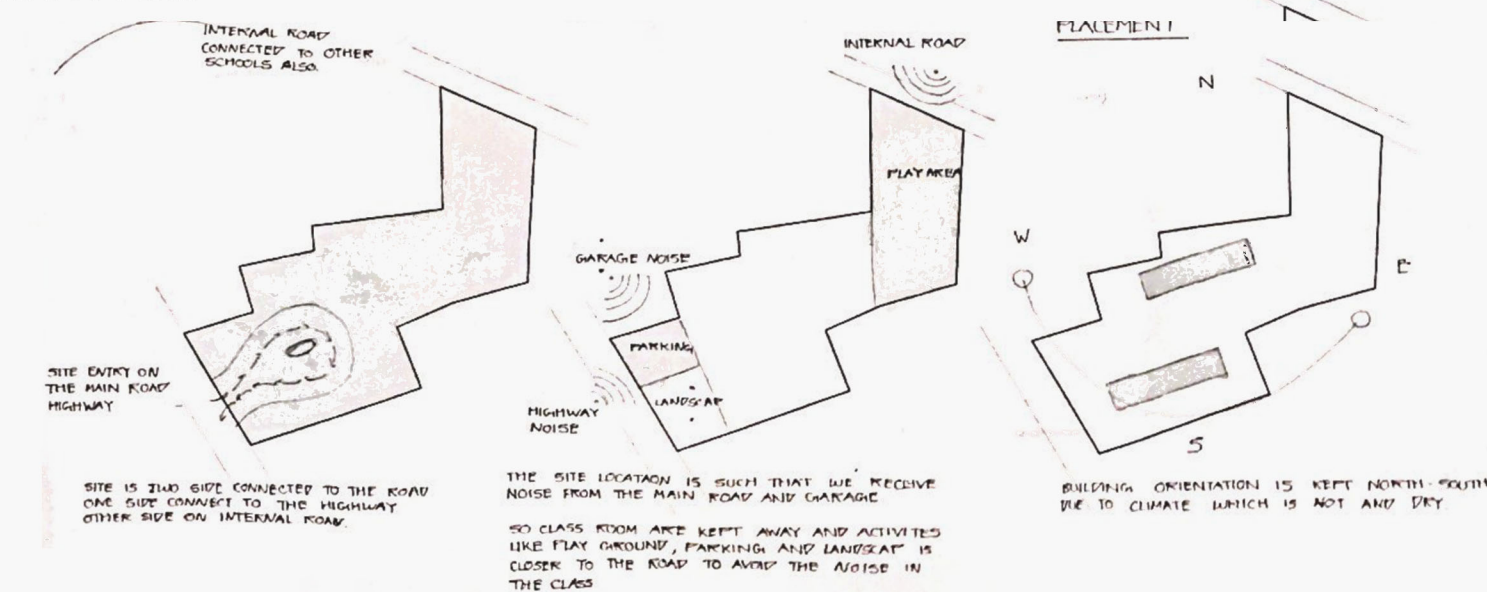 INTERNAL ROAD
CONNECTED TO OTHER
SCHOOLS ALSO.
SITE ENTRY ON
THE MAIN ROAD
HIGHWAY
SITE IS TWO SIDE CONNECTED TO THE ROAD
ONE SIDE CONNECT TO THE HIGHWAY
OTHER SIDE ON INTERNAL ROAD.
INTERNAL ROAD
PLAY AREA
GARAGE NOISE
PARKING
LANDSCAP
HIGHWAY
NOISE
THE SITE LOCATAON IS SUCH THAT WE RECEIVE
NOISE FROM THE MAIN ROAD AND GARAGE
SO CLASS ROOM ARE KEPT AWAY AND ACTIVITES
LIKE PLAY GROUND, PARKING AND LANDSCAP IS
CLOSER TO THE ROAD TO AVOID THE NOISE IN
THE CLASS
PLACEMENT
N
W
E
S
BUILDING ORIENTATION IS KEPT NORTH-SOUTH
DUE TO CLIMATE WHICH IS NOT AND DRY.